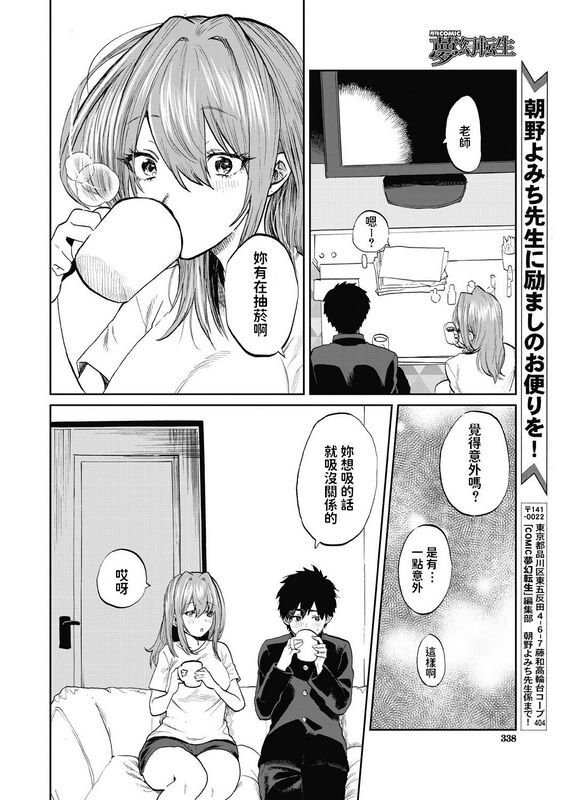 月刊COMIC
夢幻転生
老師
嗯ー?
妳有在抽菸啊
覺得意外嗎？
是有…
一點意外
這樣啊
妳想吸的話
就吸沒關係的
哎呀
朝野よみち先生に励ましのお便りを！
〒141-0022
東京都品川区東五反田4-6-7藤和高輪台コープ404
「COMIC夢幻転生」編集部　朝野よみち先生係まで！
338